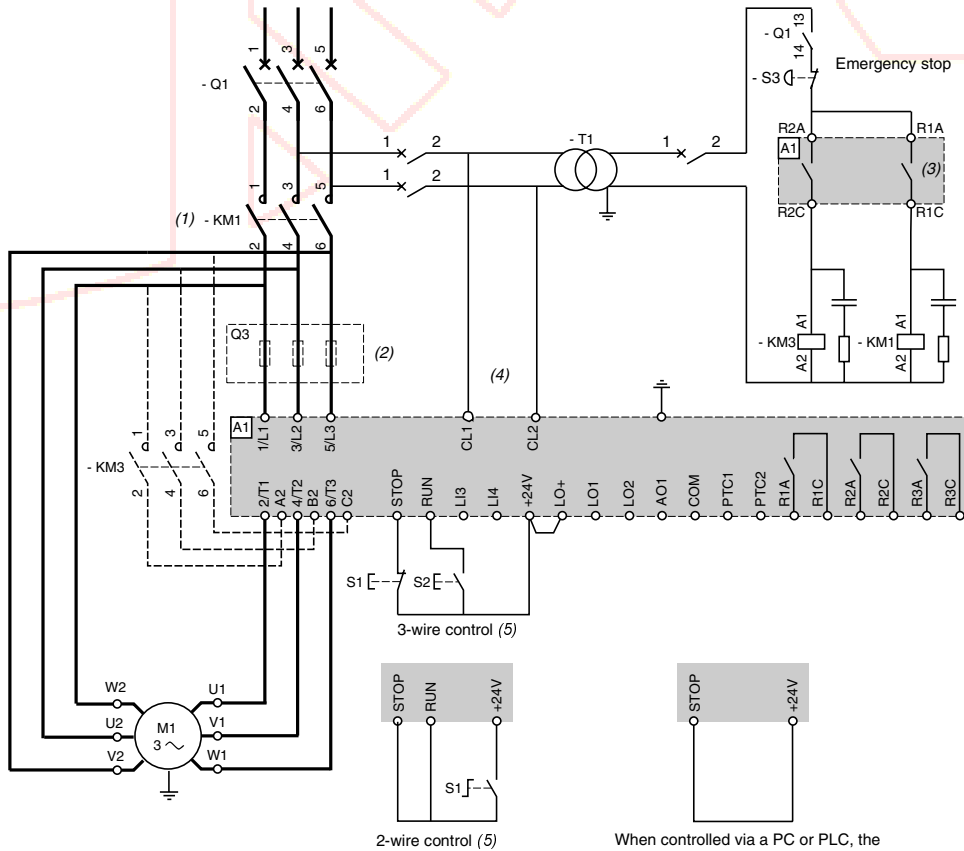 1 3 5
- Q1
2 4 6
1 2
1 2
- T1
1 2
- Q1
13
14
Emergency stop
- S3
R2A R1A
A1
(3)
R2C R1C
1 3 5
(1) - KM1
2 4 6
Q3
(2)
(4)
A1
- KM3
A2
A1
- KM1
A2
A1
1/L1 3/L2 5/L3 CL1 CL2
1 3 5
- KM3
2 4 6
2/T1 A2 4/T2 B2 6/T3 C2 STOP RUN LI3 LI4 +24V LO+ LO1 LO2 AO1 COM PTC1 PTC2 R1A R1C R2A R2C R3A R3C
S1 S2
3-wire control (5)
W2 U1
U2 V1
V2 W1
M1
3
STOP RUN +24V
S1
2-wire control (5)
STOP +24V
When controlled via a PC or PLC, the